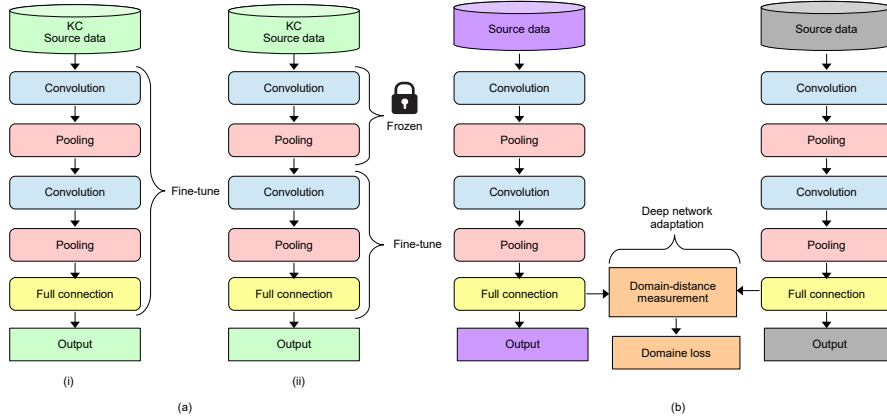 KC
Source data
Convolution
Pooling
Convolution
Pooling
Full connection
Output
(i)
Fine-tune
KC
Source data
Convolution
Pooling
Convolution
Pooling
Full connection
Output
(ii)
Frozen
Fine-tune
(a)
Source data
Convolution
Pooling
Convolution
Pooling
Full connection
Output
Deep network
adaptation
Domain-distance
measurement
Domaine loss
Source data
Convolution
Pooling
Convolution
Pooling
Full connection
Output
(b)